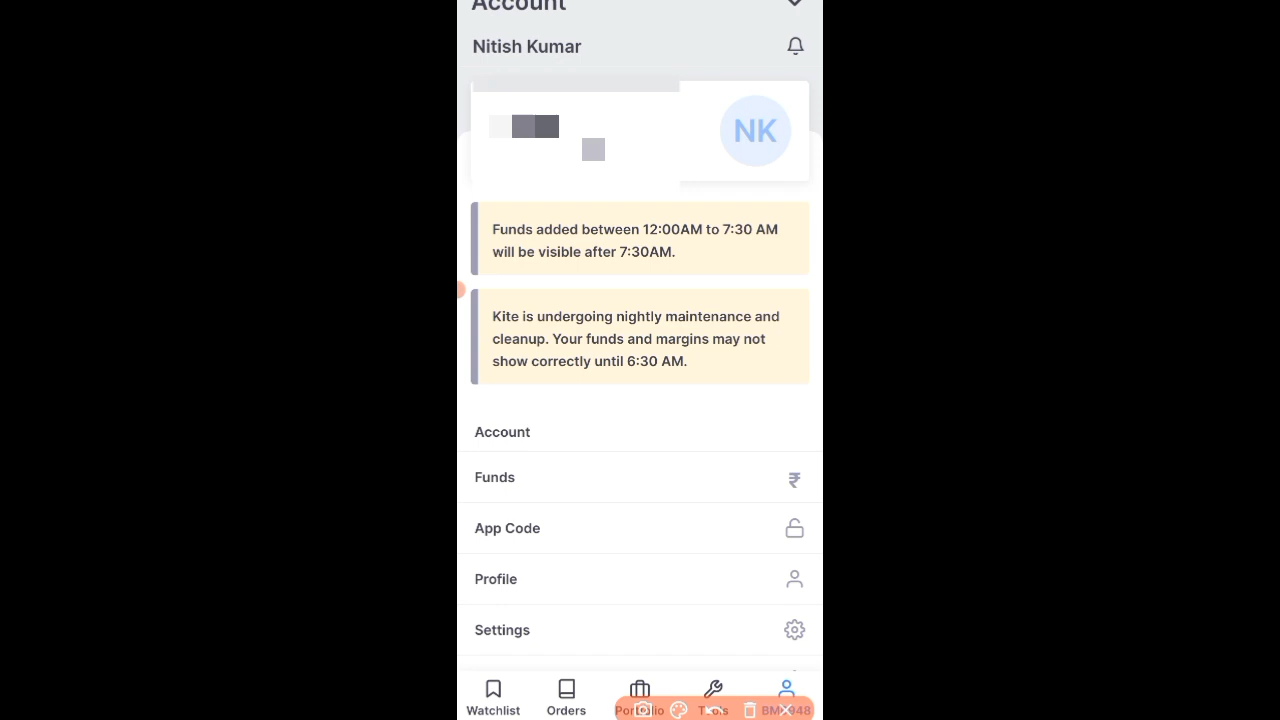 Account
Nitish Kumar
NK
Funds added between 12:00AM to 7:30 AM
will be visible after 7:30AM.
Kite is undergoing nightly maintenance and
cleanup. Your funds and margins may not
show correctly until 6:30 AM.
Account
Funds
₹
App Code
Profile
Settings
Watchlist Orders Portfolio Tools